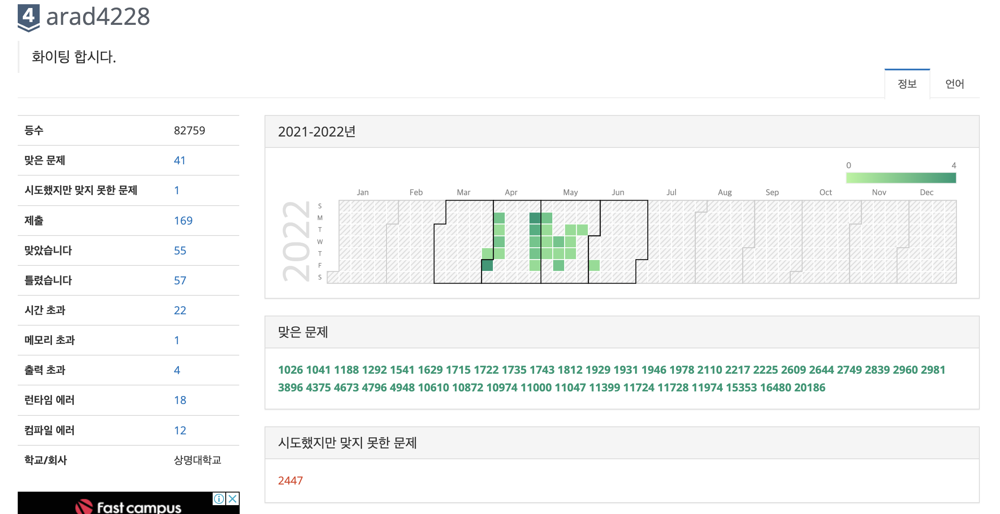 4 arad4228
화이팅 합시다.
정보 언어
등수 82759
맞은 문제 41
시도했지만 맞지 못한 문제 1
제출 169
맞았습니다 55
틀렸습니다 57
시간 초과 22
메모리 초과 1
출력 초과 4
런타임 에러 18
컴파일 에러 12
학교/회사 상명대학교
Fast campus
2021-2022년
0 4
Jan Feb Mar Apr May Jun Jul Aug Sep Oct Nov Dec
2022
S
M
T
W
T
F
S
맞은 문제
1026 1041 1188 1292 1541 1629 1715 1722 1735 1743 1812 1929 1931 1946 1978 2110 2217 2225 2609 2644 2749 2839 2960 2981
3896 4375 4673 4796 4948 10610 10872 10974 11000 11047 11399 11724 11728 11974 15353 16480 20186
시도했지만 맞지 못한 문제
2447